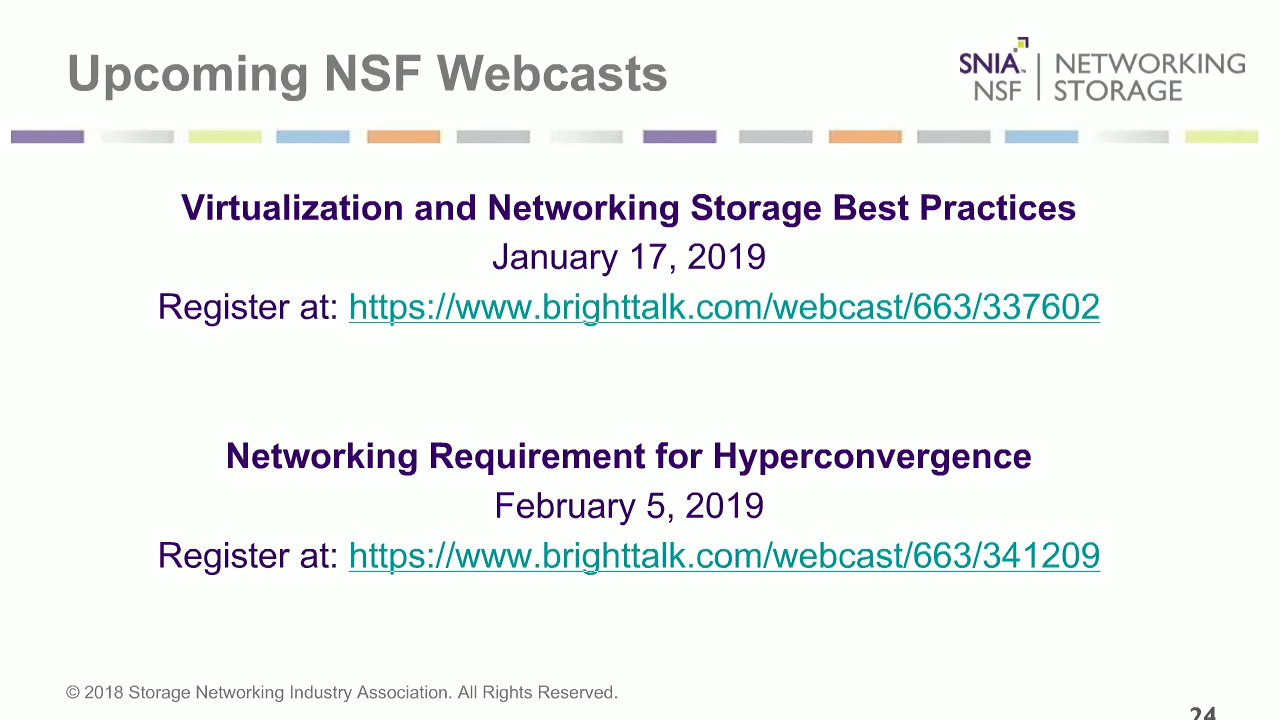 Upcoming NSF Webcasts
SNIA™ | NETWORKING
NSF | STORAGE
Virtualization and Networking Storage Best Practices
January 17, 2019
Register at: https://www.brighttalk.com/webcast/663/337602
Networking Requirement for Hyperconvergence
February 5, 2019
Register at: https://www.brighttalk.com/webcast/663/341209
© 2018 Storage Networking Industry Association. All Rights Reserved.
24